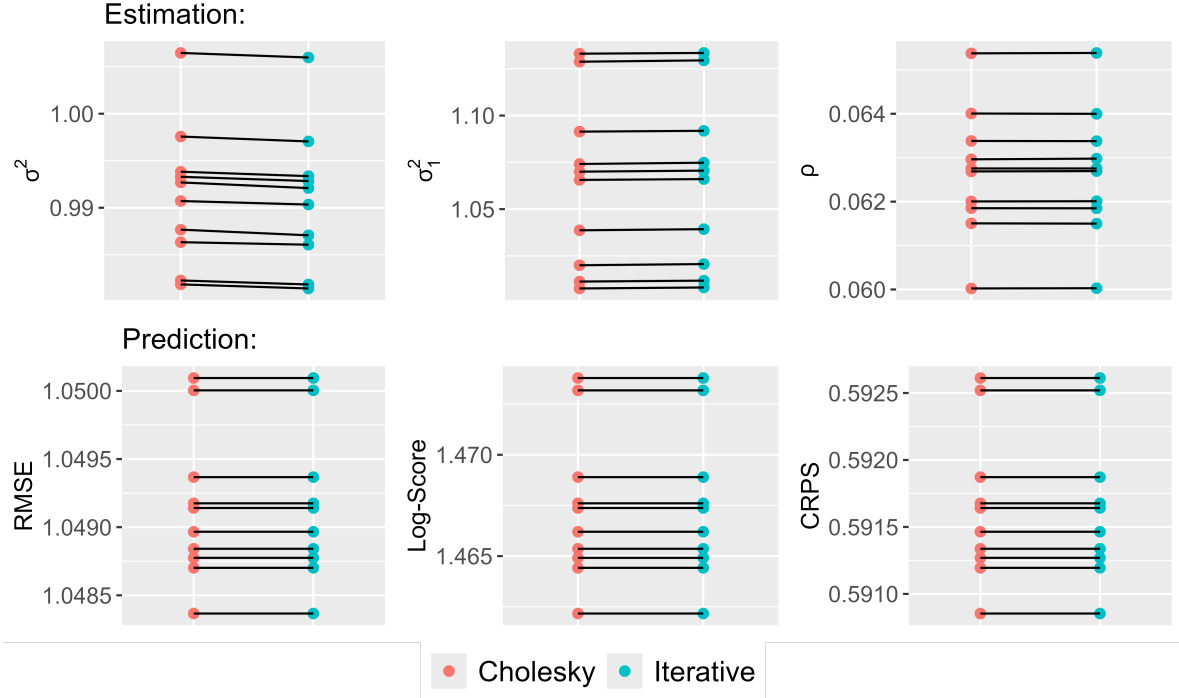 Estimation:
σ²
1.00
0.99
σ₁²
1.10
1.05
ρ
0.064
0.062
0.060
Prediction:
RMSE
1.0500
1.0495
1.0490
1.0485
Log-Score
1.470
1.465
CRPS
0.5925
0.5920
0.5915
0.5910
Cholesky
Iterative